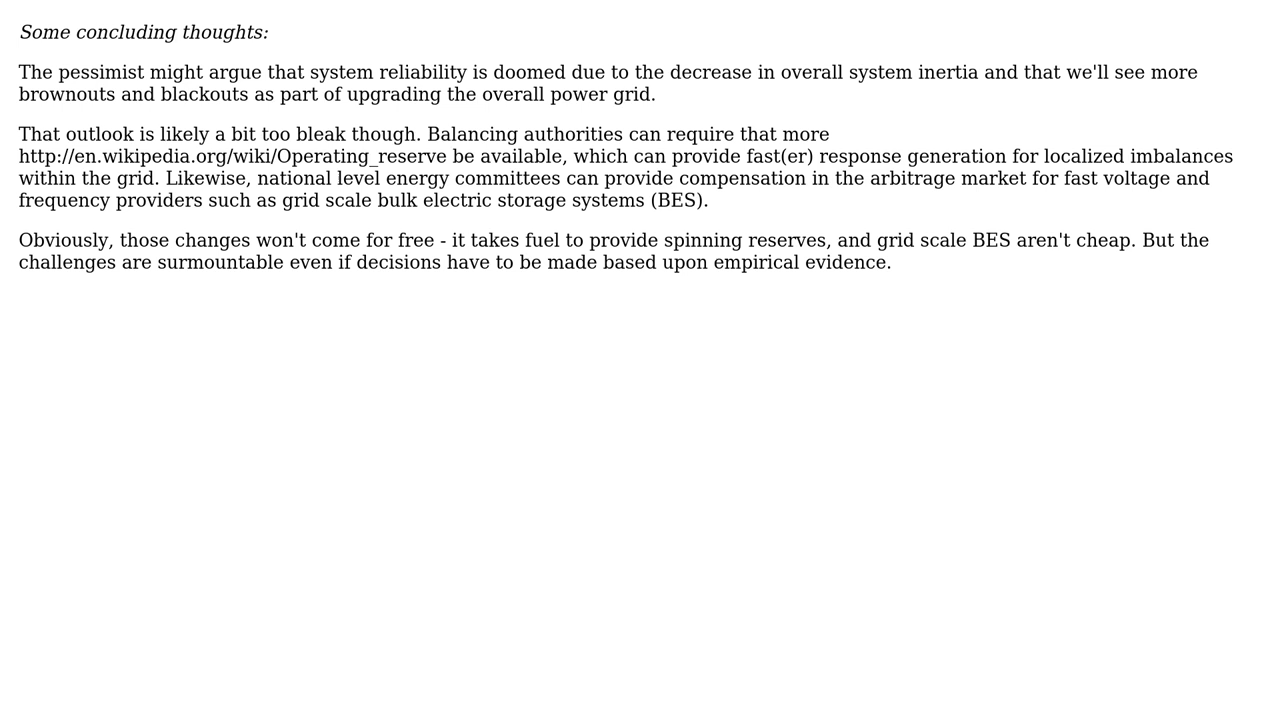 Some concluding thoughts:
The pessimist might argue that system reliability is doomed due to the decrease in overall system inertia and that we'll see more
brownouts and blackouts as part of upgrading the overall power grid.
That outlook is likely a bit too bleak though. Balancing authorities can require that more
http://en.wikipedia.org/wiki/Operating_reserve be available, which can provide fast(er) response generation for localized imbalances
within the grid. Likewise, national level energy committees can provide compensation in the arbitrage market for fast voltage and
frequency providers such as grid scale bulk electric storage systems (BES).
Obviously, those changes won't come for free - it takes fuel to provide spinning reserves, and grid scale BES aren't cheap. But the
challenges are surmountable even if decisions have to be made based upon empirical evidence.